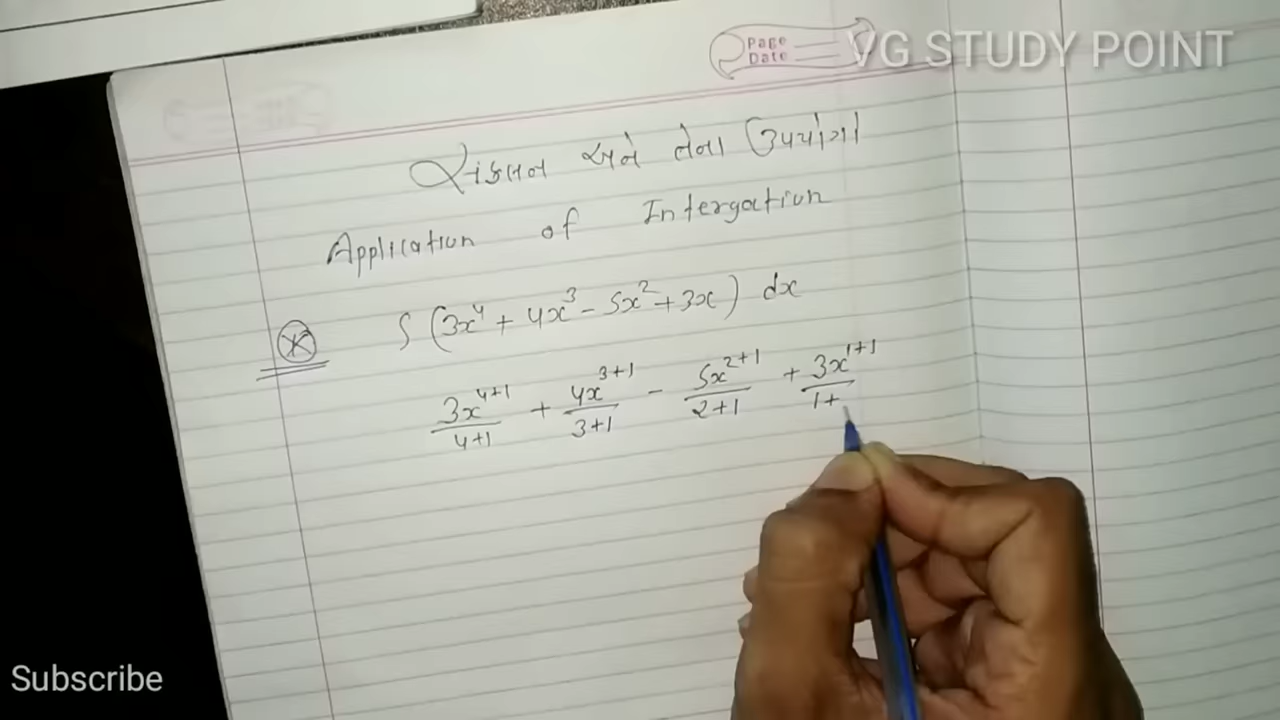 Page
Date
VG STUDY POINT
સંકલન અને તેના ઉપયોગો
Application of Intergation
∫ (3x⁴ + 4x³ - 5x² + 3x) dx
3x⁴⁺¹/4+1 + 4x³⁺¹/3+1 - 5x²⁺¹/2+1 + 3x¹⁺¹/1+
Subscribe